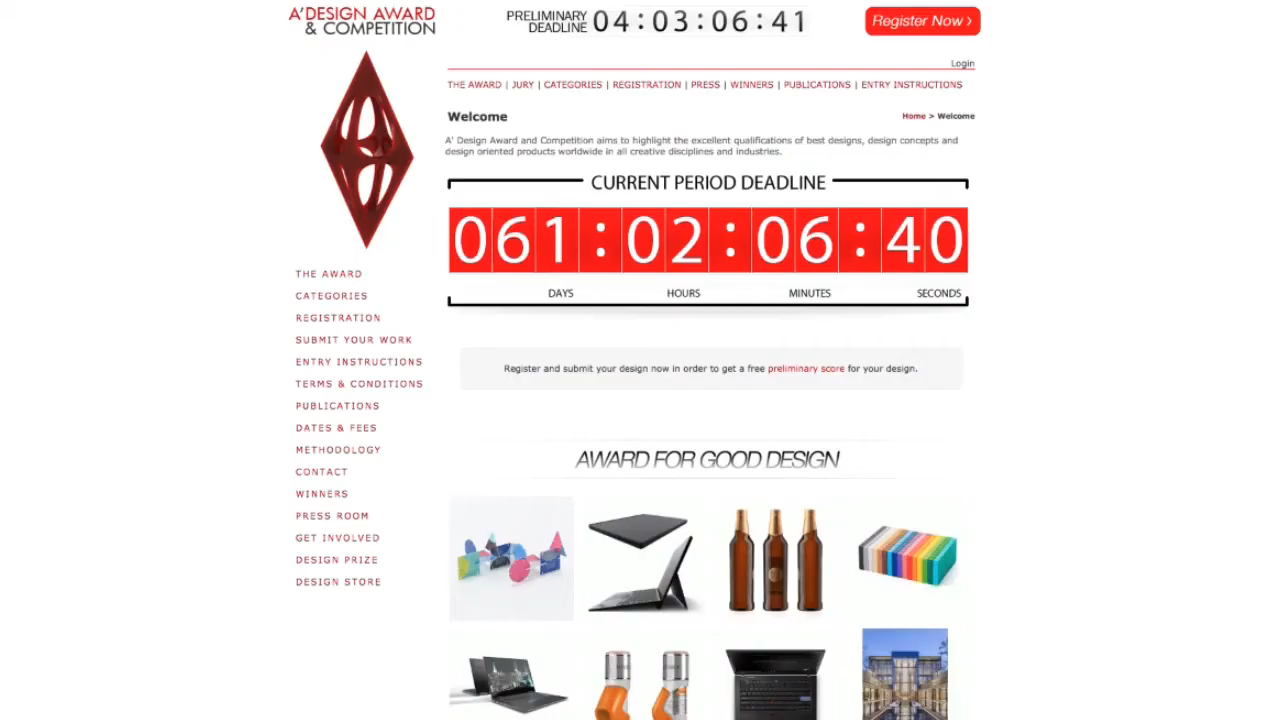 A'DESIGN AWARD
& COMPETITION
PRELIMINARY
DEADLINE
04:03:06:41
Register Now ›
Login
THE AWARD | JURY | CATEGORIES | REGISTRATION | PRESS | WINNERS | PUBLICATIONS | ENTRY INSTRUCTIONS
Welcome
Home > Welcome
A' Design Award and Competition aims to highlight the excellent qualifications of best designs, design concepts and
design oriented products worldwide in all creative disciplines and industries.
CURRENT PERIOD DEADLINE
061:02:06:40
DAYS HOURS MINUTES SECONDS
Register and submit your design now in order to get a free preliminary score for your design.
AWARD FOR GOOD DESIGN
THE AWARD
CATEGORIES
REGISTRATION
SUBMIT YOUR WORK
ENTRY INSTRUCTIONS
TERMS & CONDITIONS
PUBLICATIONS
DATES & FEES
METHODOLOGY
CONTACT
WINNERS
PRESS ROOM
GET INVOLVED
DESIGN PRIZE
DESIGN STORE